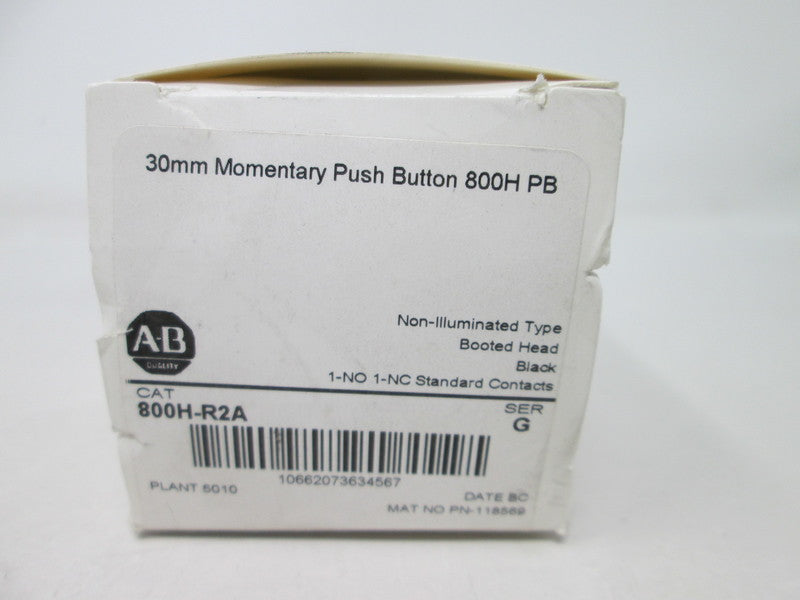 30mm Momentary Push Button 800H PB
Non-Illuminated Type
Booted Head
Black
1-NO 1-NC Standard Contacts
A-B
QUALITY
CAT
800H-R2A
SER
G
10662073634567
PLANT 5010
DATE BC
MAT NO PN-118569